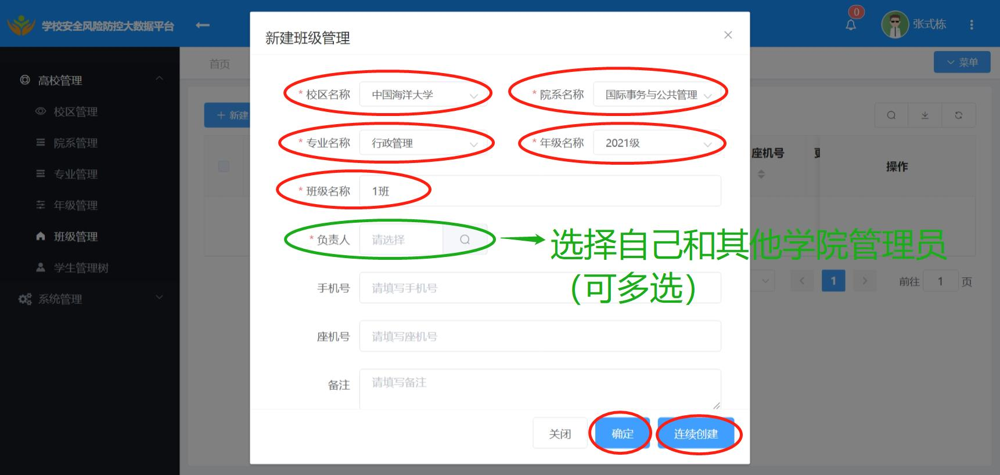 学校安全风险防控大数据平台
0
张式栋
首页
菜单
高校管理
校区管理
院系管理
专业管理
年级管理
班级管理
学生管理树
系统管理
新建
座机号
操作
前往 1 页
1
新建班级管理
* 校区名称 中国海洋大学
* 院系名称 国际事务与公共管理
* 专业名称 行政管理
* 年级名称 2021级
* 班级名称 1班
* 负责人 请选择
选择自己和其他学院管理员
（可多选）
手机号 请填写手机号
座机号 请填写座机号
备注 请填写备注
关闭 确定 连续创建